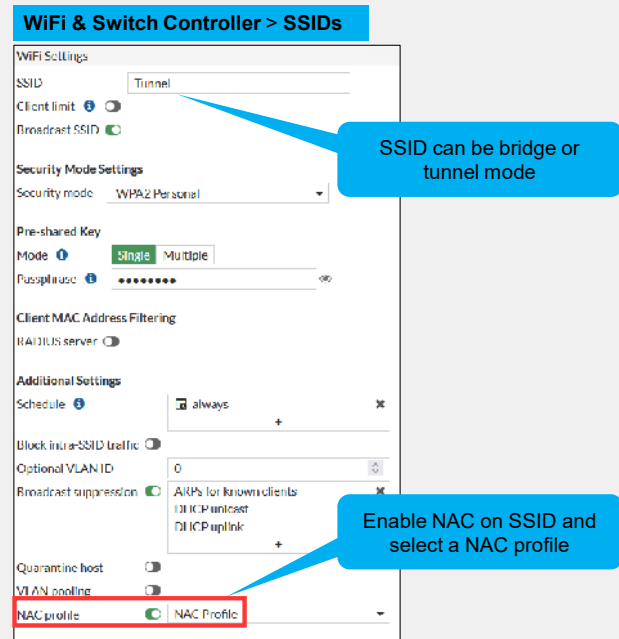 WiFi & Switch Controller > SSIDs
WiFi Settings
SSID Tunnel
Client limit
Broadcast SSID
SSID can be bridge or
tunnel mode
Security Mode Settings
Security mode WPA2 Personal
Pre-shared Key
Mode Single Multiple
Passphrase ••••••••
Client MAC Address Filtering
RADIUS server
Additional Settings
Schedule always
+
Block intra-SSID traffic
Optional VLAN ID 0
Broadcast suppression ARPs for known clients
DHCP unicast
DHCP uplink
+
Enable NAC on SSID and
select a NAC profile
Quarantine host
VLAN pooling
NAC profile NAC Profile